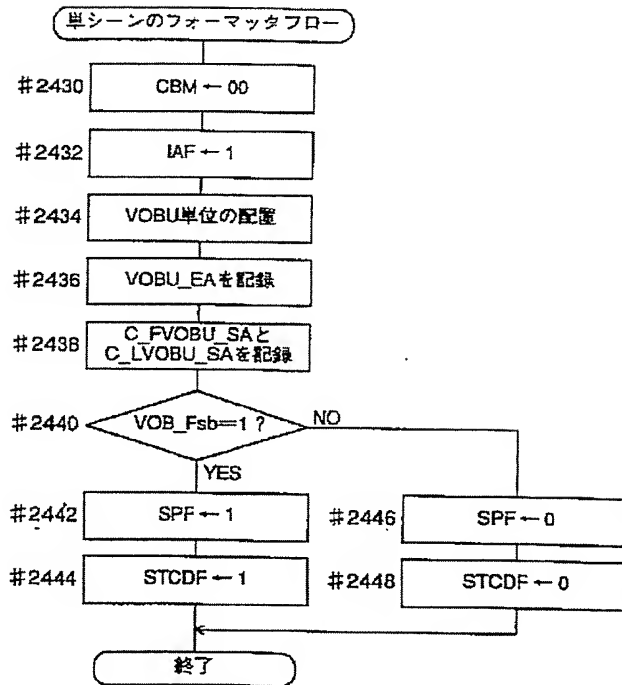 単シーンのフォーマッタフロー
#2430
CBM ← 00
#2432
IAF ← 1
#2434
VOBU単位の配置
#2436
VOBU_EAを記録
#2438
C_FVOBU_SAと
C_LVOBU_SAを記録
#2440
VOB_Fsb=1 ?
NO
YES
#2442
SPF ← 1
#2446
SPF ← 0
#2444
STCDF ← 1
#2448
STCDF ← 0
終了